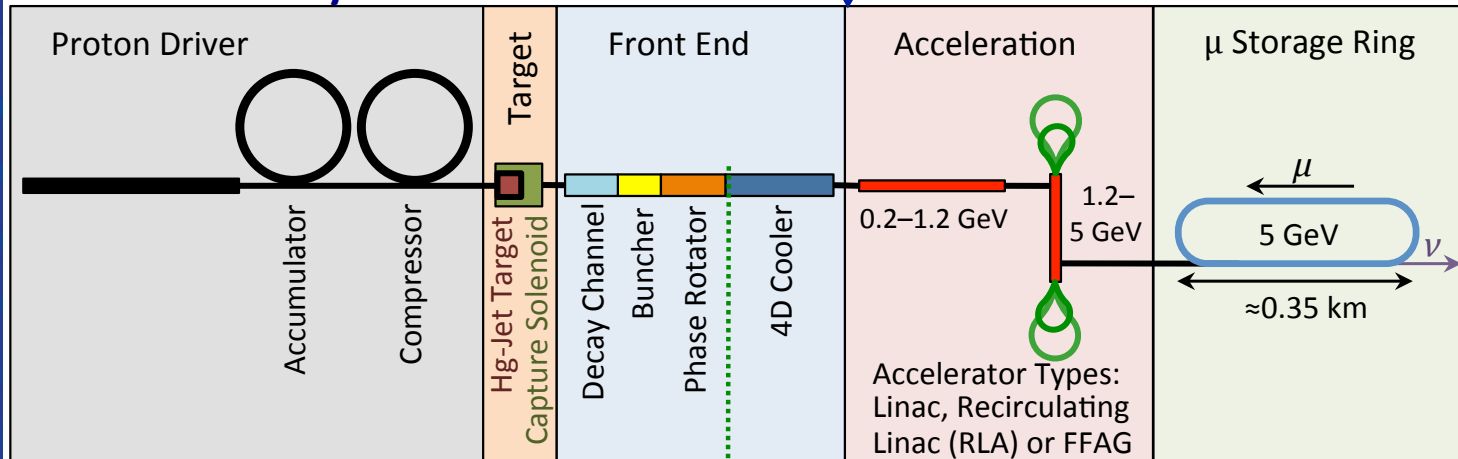 Proton Driver
Accumulator
Compressor
Target
Hg-Jet Target
Capture Solenoid
Front End
Decay Channel
Buncher
Phase Rotator
4D Cooler
Acceleration
0.2–1.2 GeV
1.2–
5 GeV
Accelerator Types:
Linac, Recirculating
Linac (RLA) or FFAG
μ Storage Ring
μ
5 GeV
ν
≈0.35 km